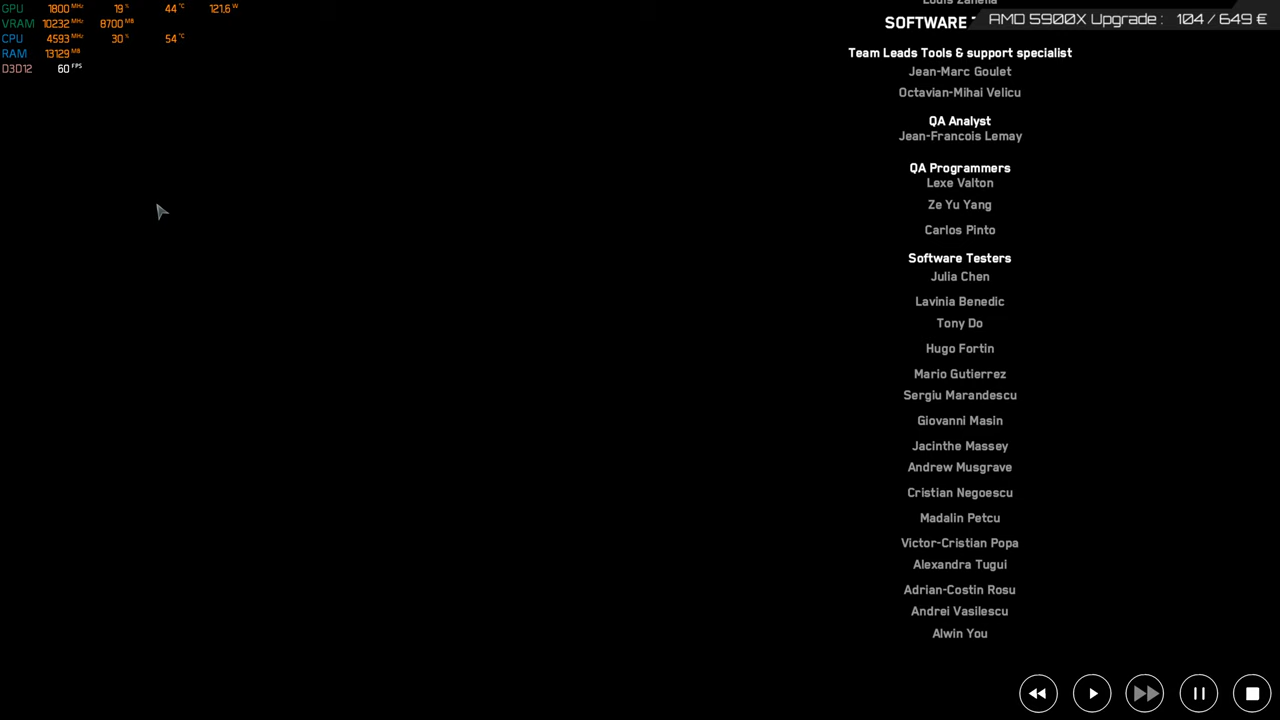 GPU 1800 MHz 19 % 44 °C 121.6 W
VRAM 10232 MHz 8700 MB
CPU 4593 MHz 30 % 54 °C
RAM 13129 MB
D3D12 60 FPS
Louis Zanella
SOFTWARE
AMD 5900X Upgrade : 104 / 649 €
Team Leads Tools & support specialist
Jean-Marc Goulet
Octavian-Mihai Velicu
QA Analyst
Jean-Francois Lemay
QA Programmers
Lexe Valton
Ze Yu Yang
Carlos Pinto
Software Testers
Julia Chen
Lavinia Benedic
Tony Do
Hugo Fortin
Mario Gutierrez
Sergiu Marandescu
Giovanni Masin
Jacinthe Massey
Andrew Musgrave
Cristian Negoescu
Madalin Petcu
Victor-Cristian Popa
Alexandra Tugui
Adrian-Costin Rosu
Andrei Vasilescu
Alwin You